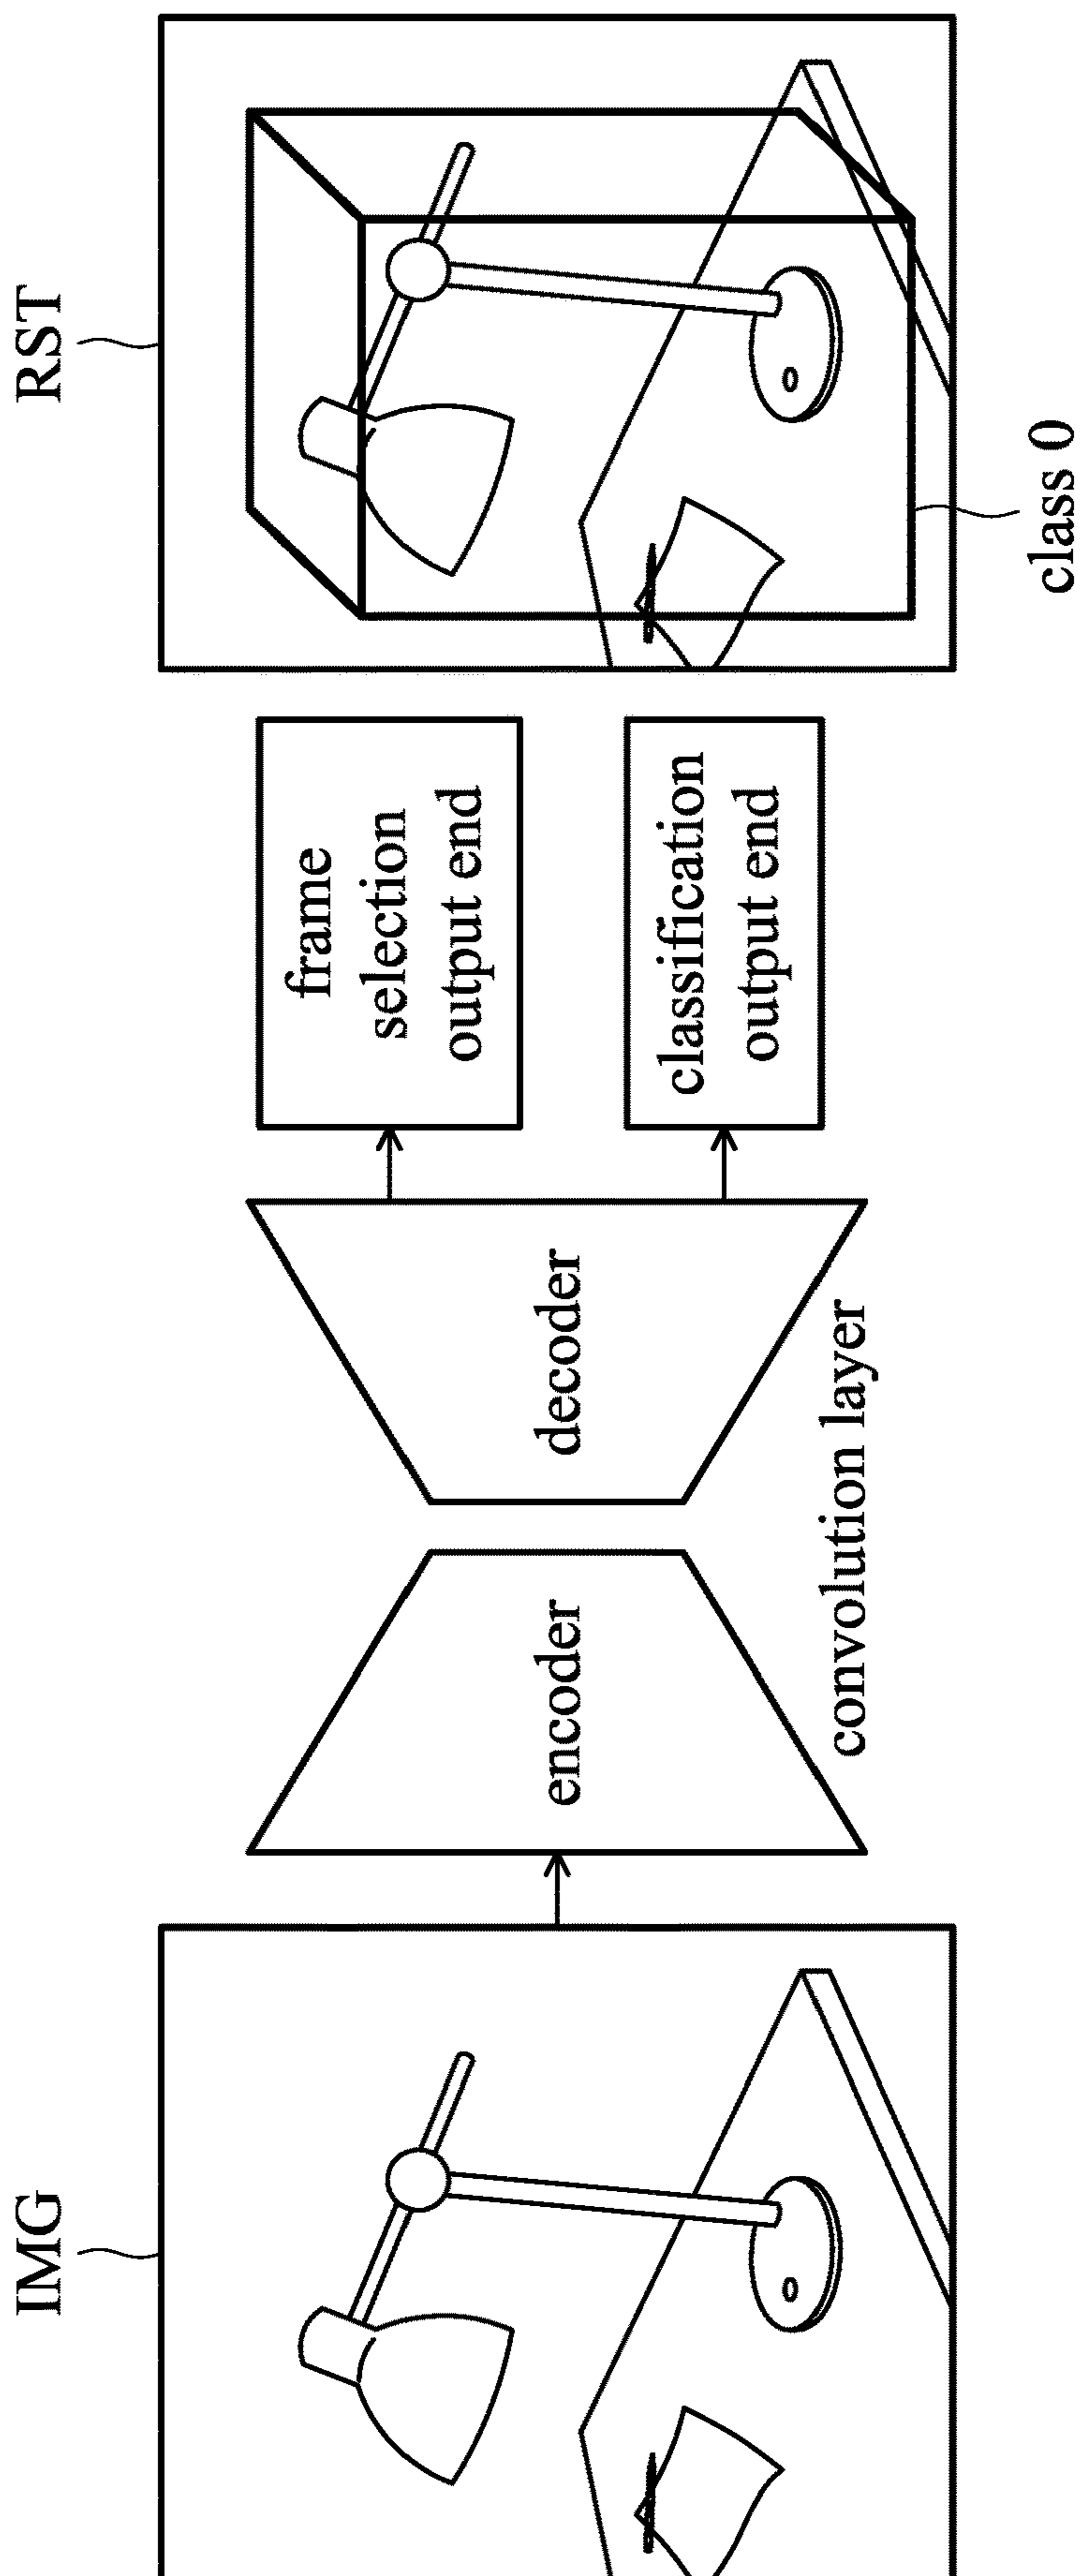 IMG
encoder
decoder
convolution layer
frame
selection
output end
classification
output end
RST
class 0